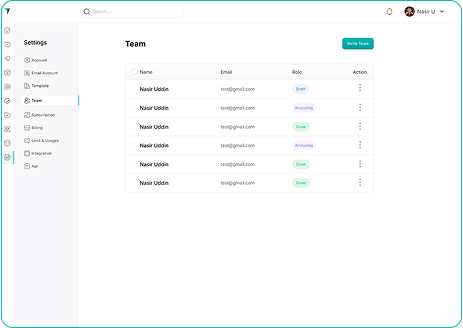 Search ...
Nasir U
Settings
Account
Email Account
Template
Team
Subscription
Billing
Limit & Usages
Integration
Api
Team
Invite Team
Name Email Role Action
Nasir Uddin test@gmail.com Draft
Nasir Uddin test@gmail.com Analysing
Nasir Uddin test@gmail.com Done
Nasir Uddin test@gmail.com Analysing
Nasir Uddin test@gmail.com Done
Nasir Uddin test@gmail.com Done